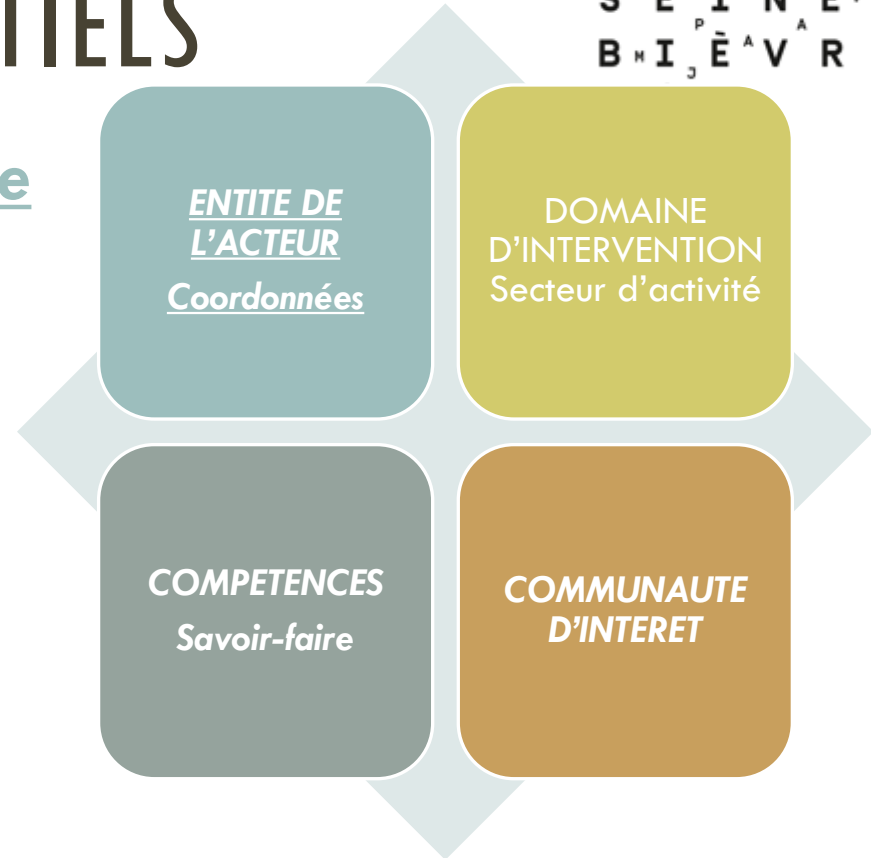 TIELS
S E I N E
P A
B M I È A V R
J
e
ENTITE DE
L'ACTEUR
Coordonnées
DOMAINE
D'INTERVENTION
Secteur d'activité
COMPETENCES
Savoir-faire
COMMUNAUTE
D'INTERET